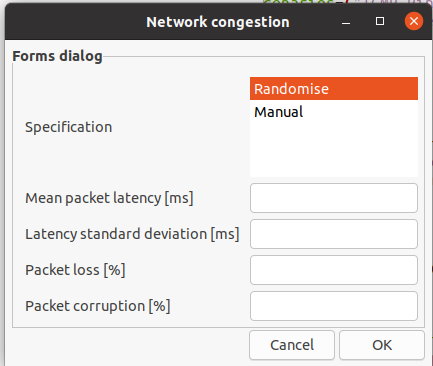 Network congestion
Forms dialog
Specification
Randomise
Manual
Mean packet latency [ms]
Latency standard deviation [ms]
Packet loss [%]
Packet corruption [%]
Cancel
OK